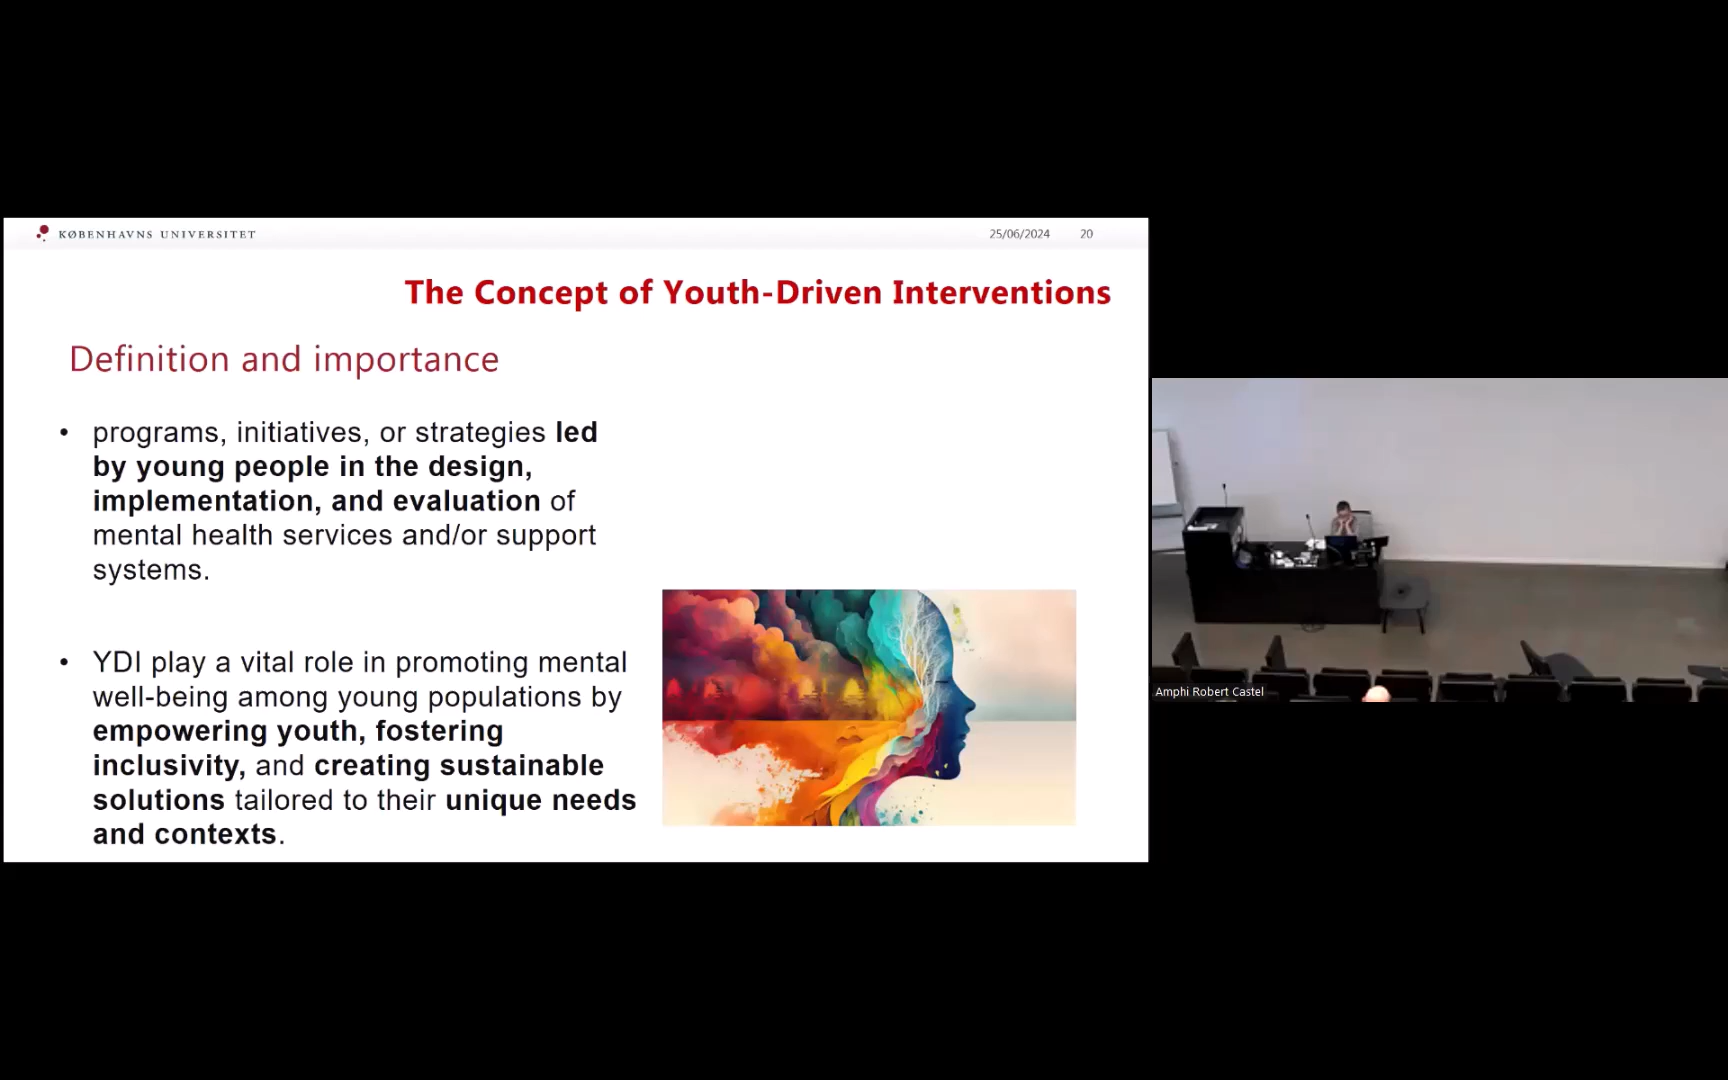 KØBENHAVNS UNIVERSITET
25/06/2024 20
The Concept of Youth-Driven Interventions
Definition and importance
• programs, initiatives, or strategies led
by young people in the design,
implementation, and evaluation of
mental health services and/or support
systems.
• YDI play a vital role in promoting mental
well-being among young populations by
empowering youth, fostering
inclusivity, and creating sustainable
solutions tailored to their unique needs
and contexts.
Amphi Robert Castel